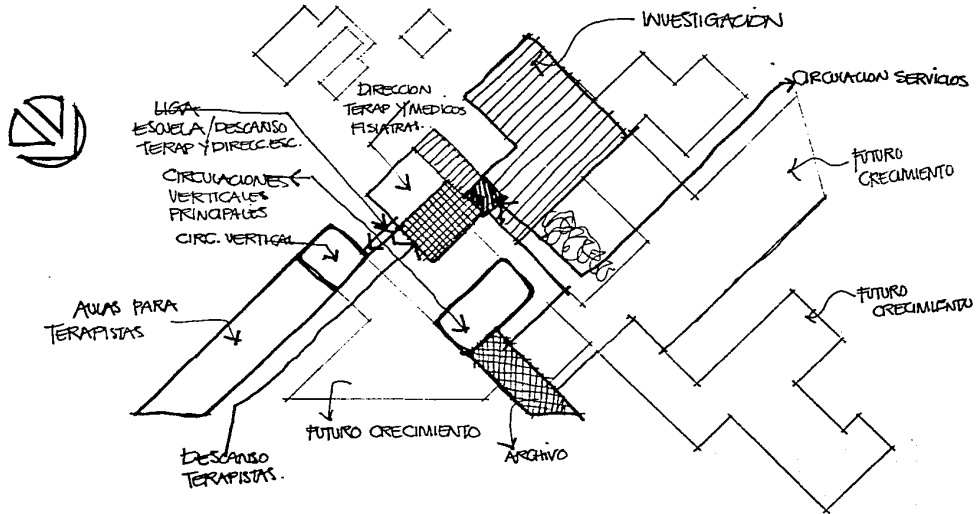 INVESTIGACIÓN
CIRCULACION SERVICIOS
DIRECCION
TERAP Y MEDICOS
FISIATRAS.
LIGA
ESCUELA/DESCANSO
TERAP Y DIRECC. ESC.
FUTURO
CRECIMIENTO
CIRCULACIONES
VERTICALES
PRINCIPALES
CIRC. VERTICAL
AULAS PARA
TERAPISTAS
FUTURO
CRECIMIENTO
FUTURO CRECIMIENTO
ARCHIVO
DESCANSO
TERAPISTAS.